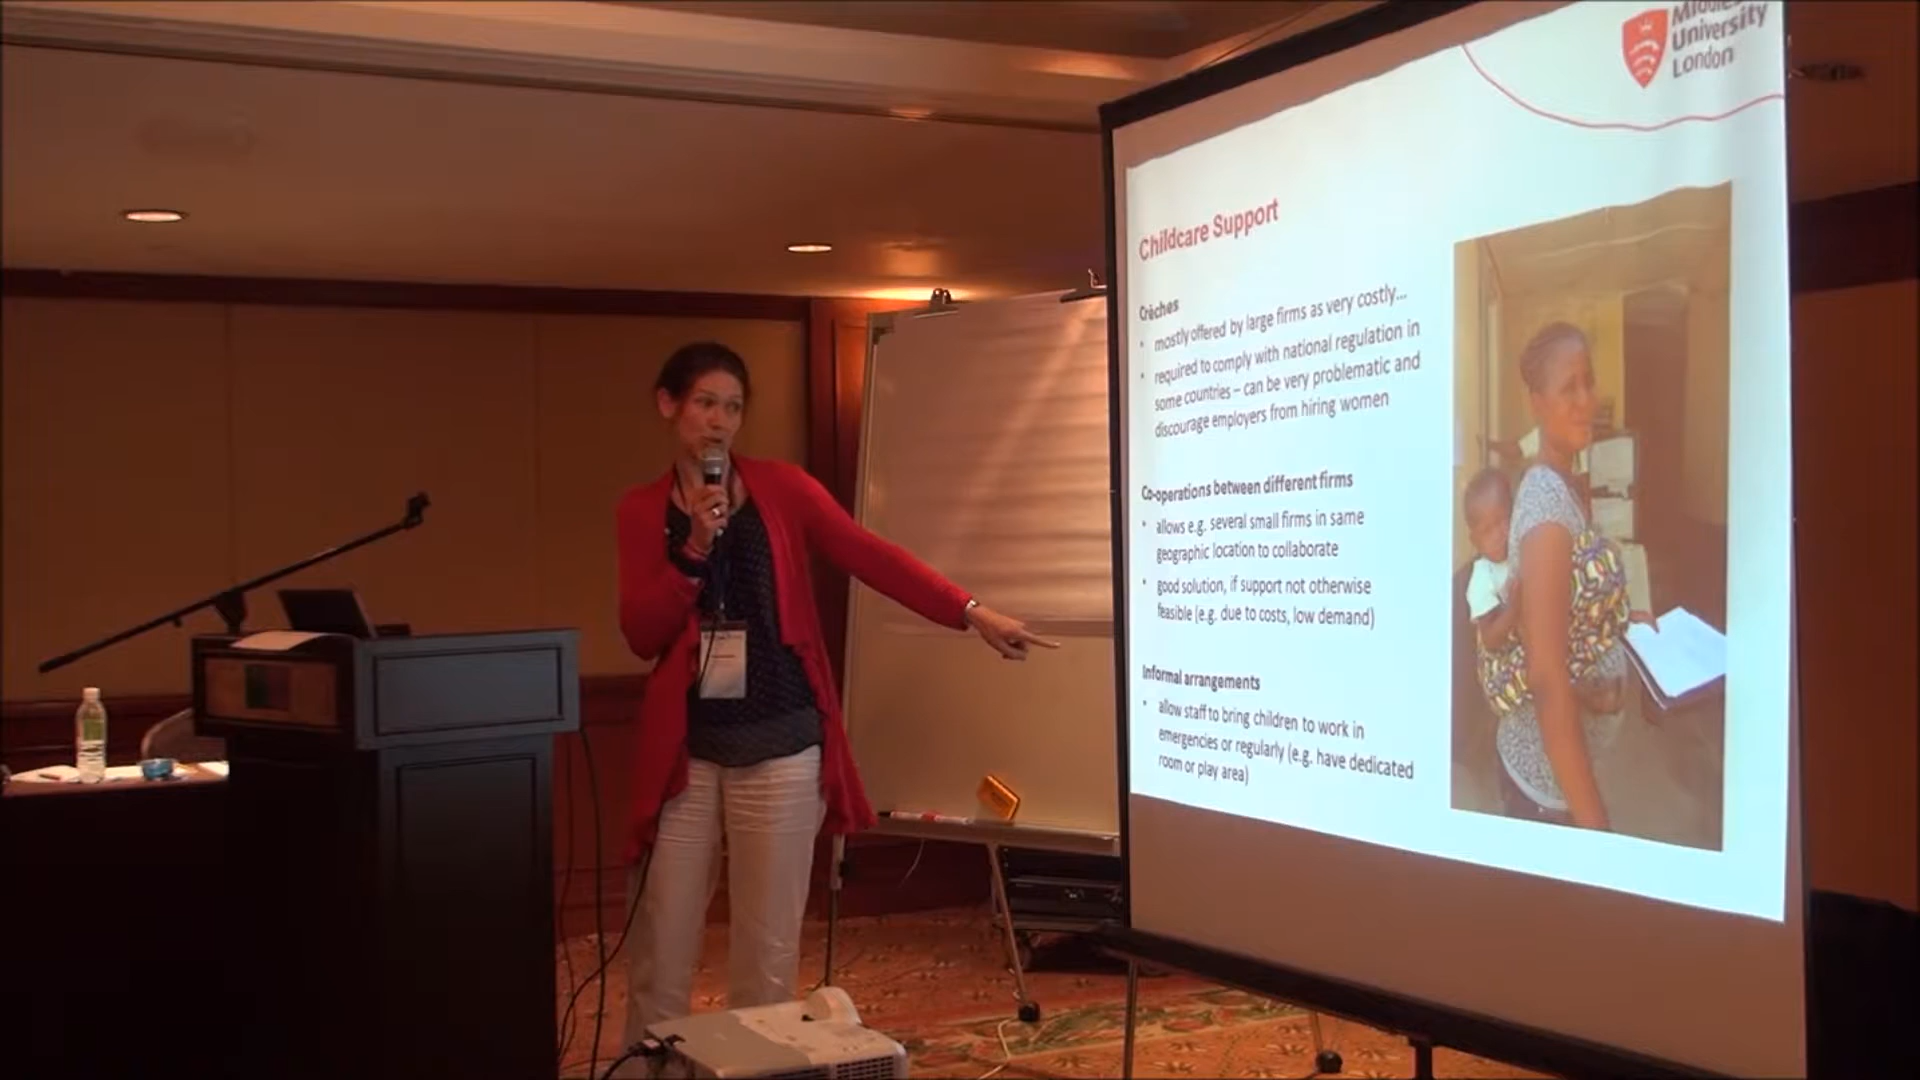 University
London
Childcare Support
Crèches
• mostly offered by large firms as very costly...
• required to comply with national regulation in
some countries – can be very problematic and
discourage employers from hiring women
Co-operations between different firms
• allows e.g. several small firms in same
geographic location to collaborate
• good solution, if support not otherwise
feasible (e.g. due to costs, low demand)
Informal arrangements
• allow staff to bring children to work in
emergencies or regularly (e.g. have dedicated
room or play area)